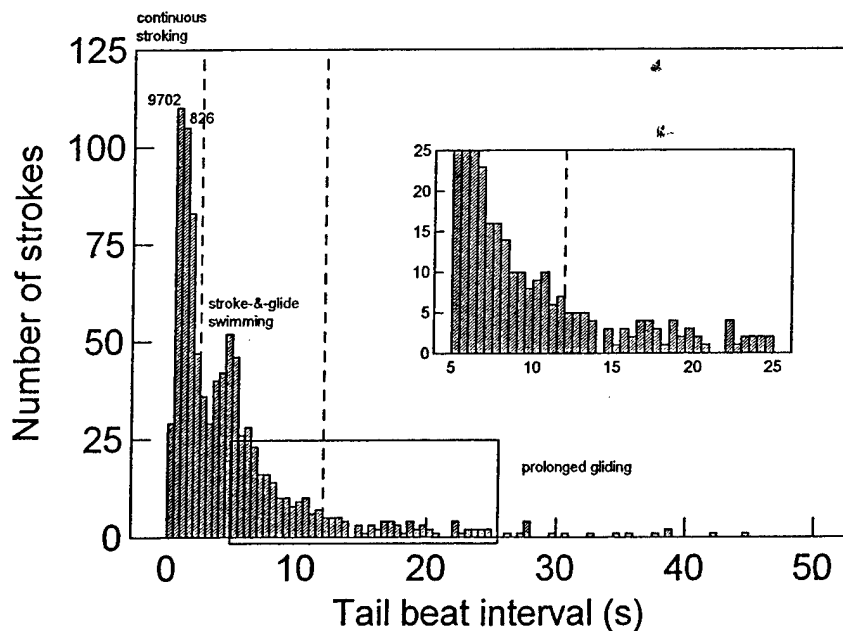 continuous
stroking
125
100
75
50
25
0
9702
826
stroke-&-glide
swimming
prolonged gliding
25
20
15
10
5
0
5 10 15 20 25
0 10 20 30 40 50
Number of strokes
Tail beat interval (s)